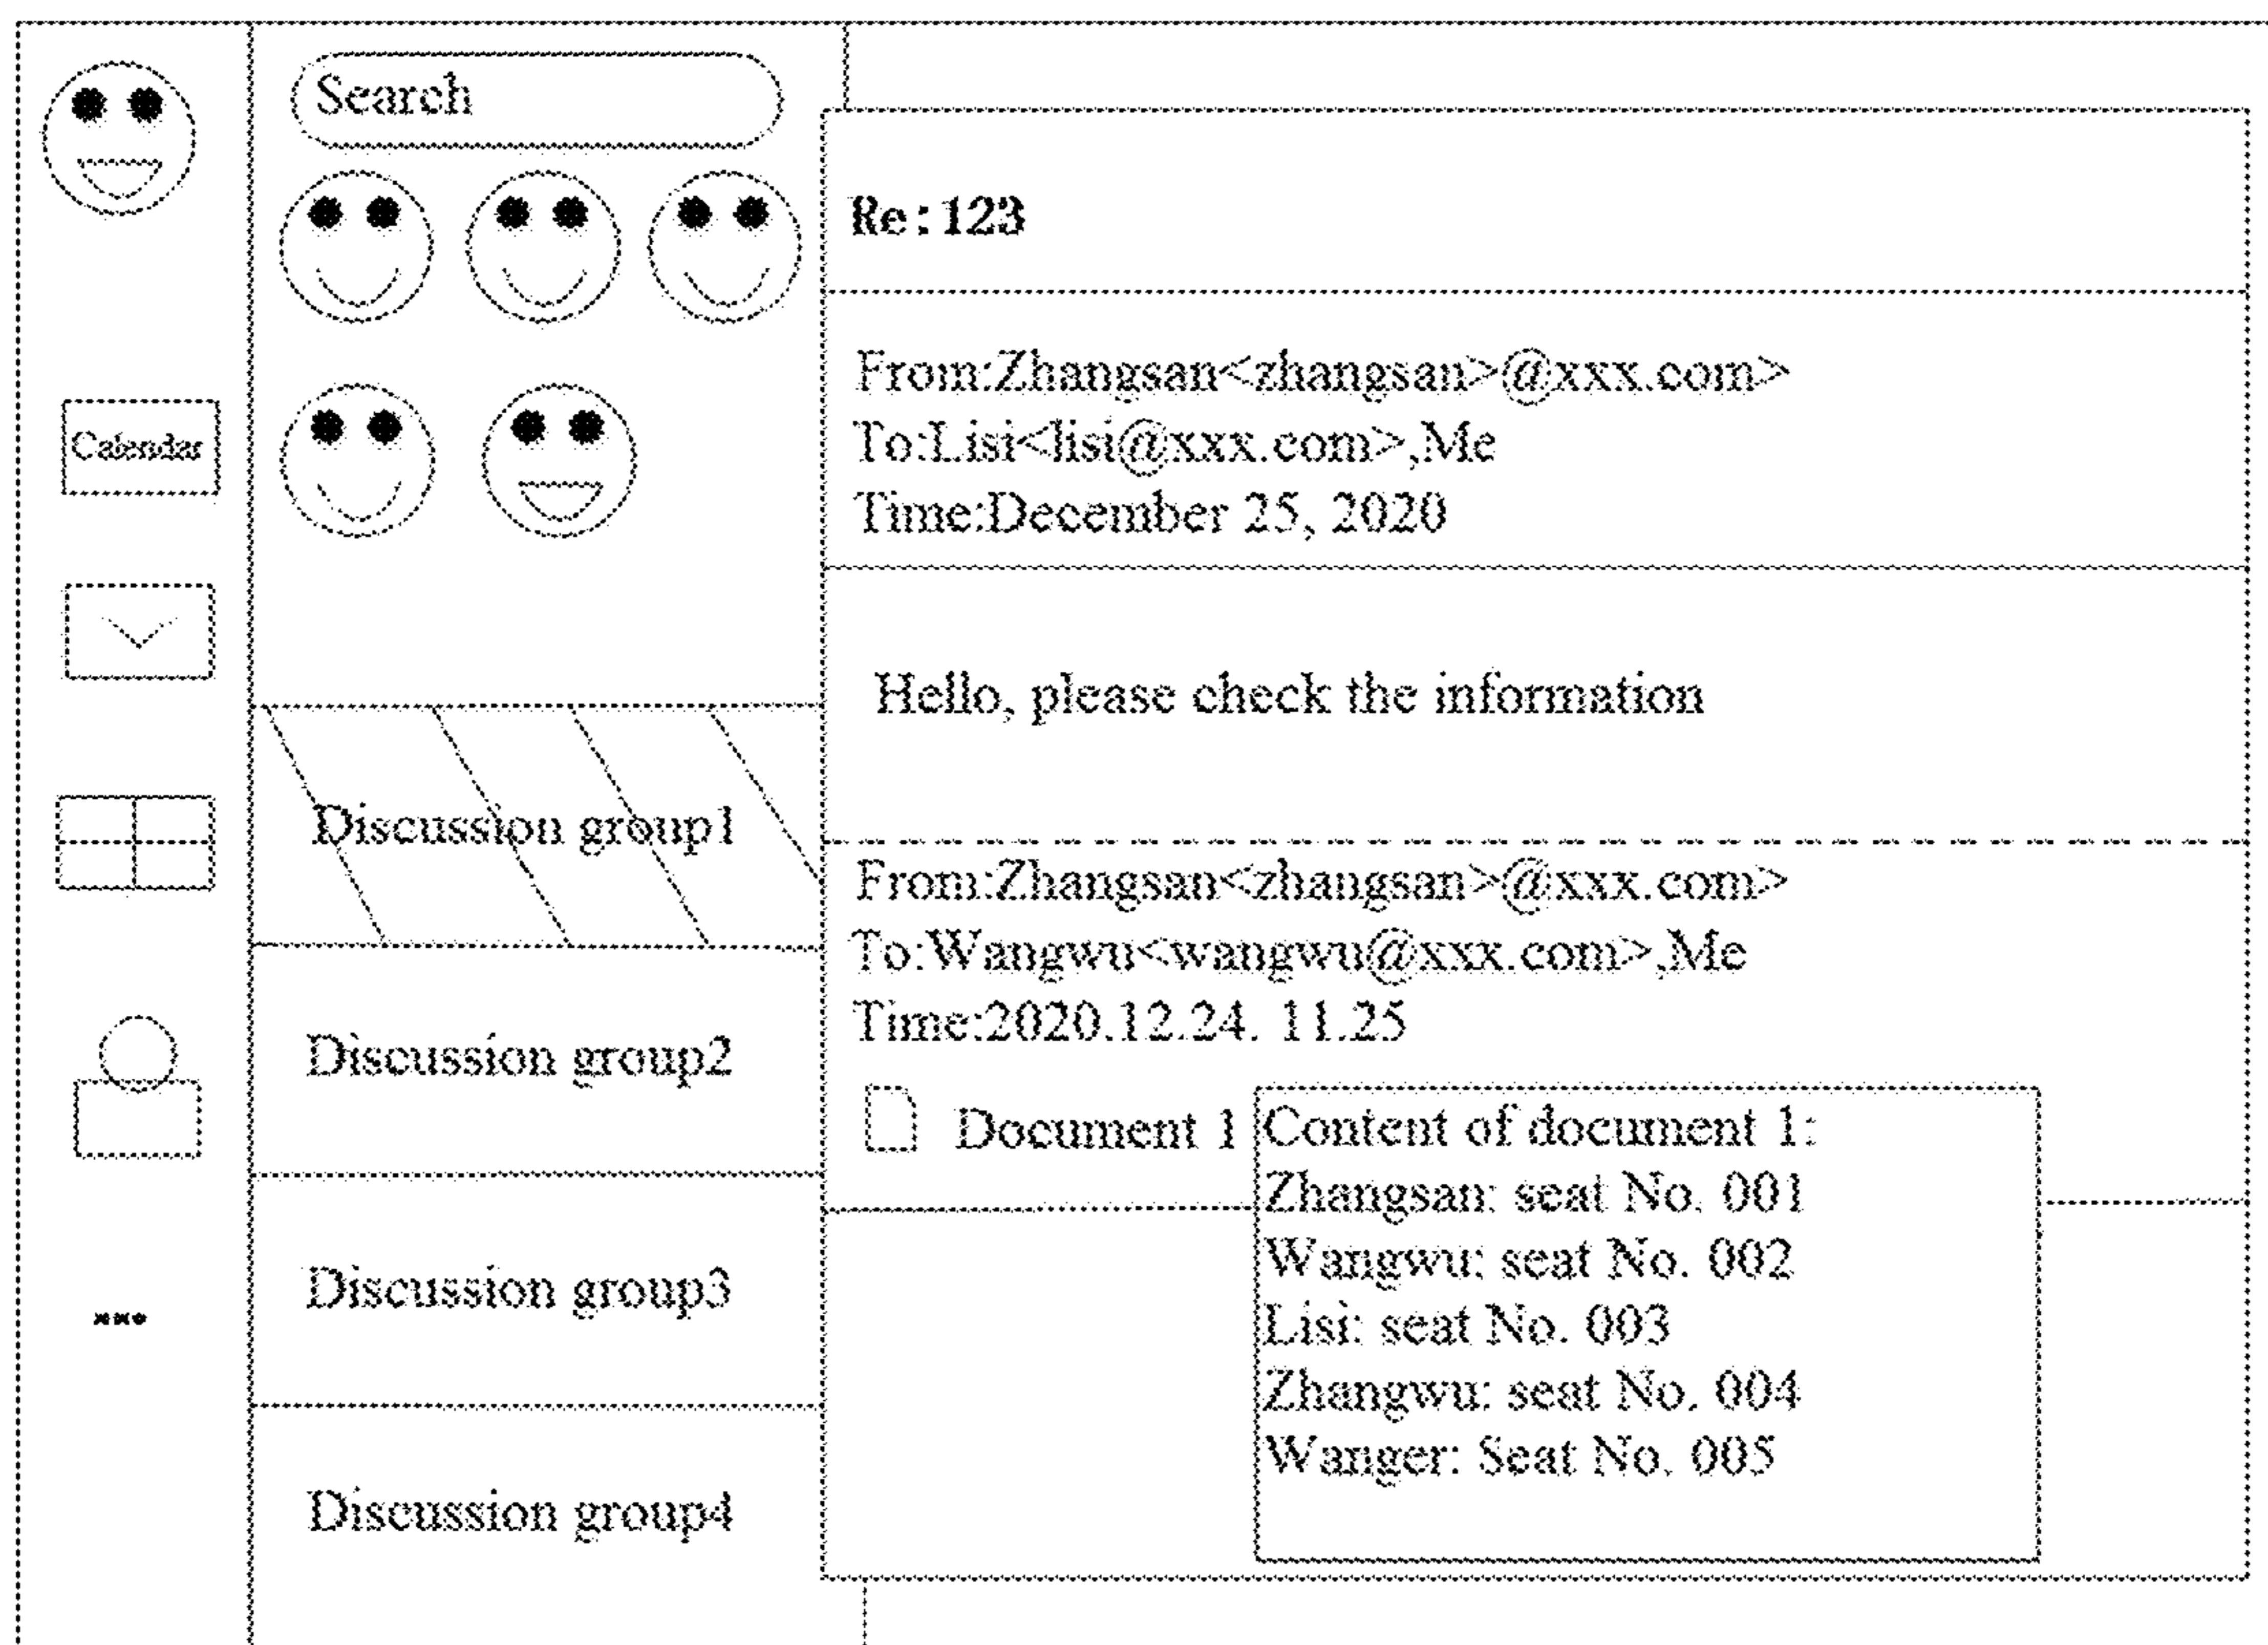 Search
Calendar
Discussion group1
Discussion group2
Discussion group3
Discussion group4
Re:123
From:Zhangsan<zhangsan>@xxx.com>
To:Lisi<lisi@xxx.com>,Me
Time:December 25, 2020
Hello, please check the information
From:Zhangsan<zhangsan>@xxx.com>
To:Wangwu<wangwu@xxx.com>,Me
Time:2020.12.24. 11.25
Document 1
Content of document 1:
Zhangsan: seat No. 001
Wangwu: seat No. 002
Lisi: seat No. 003
Zhangwu: seat No. 004
Wanger: Seat No. 005